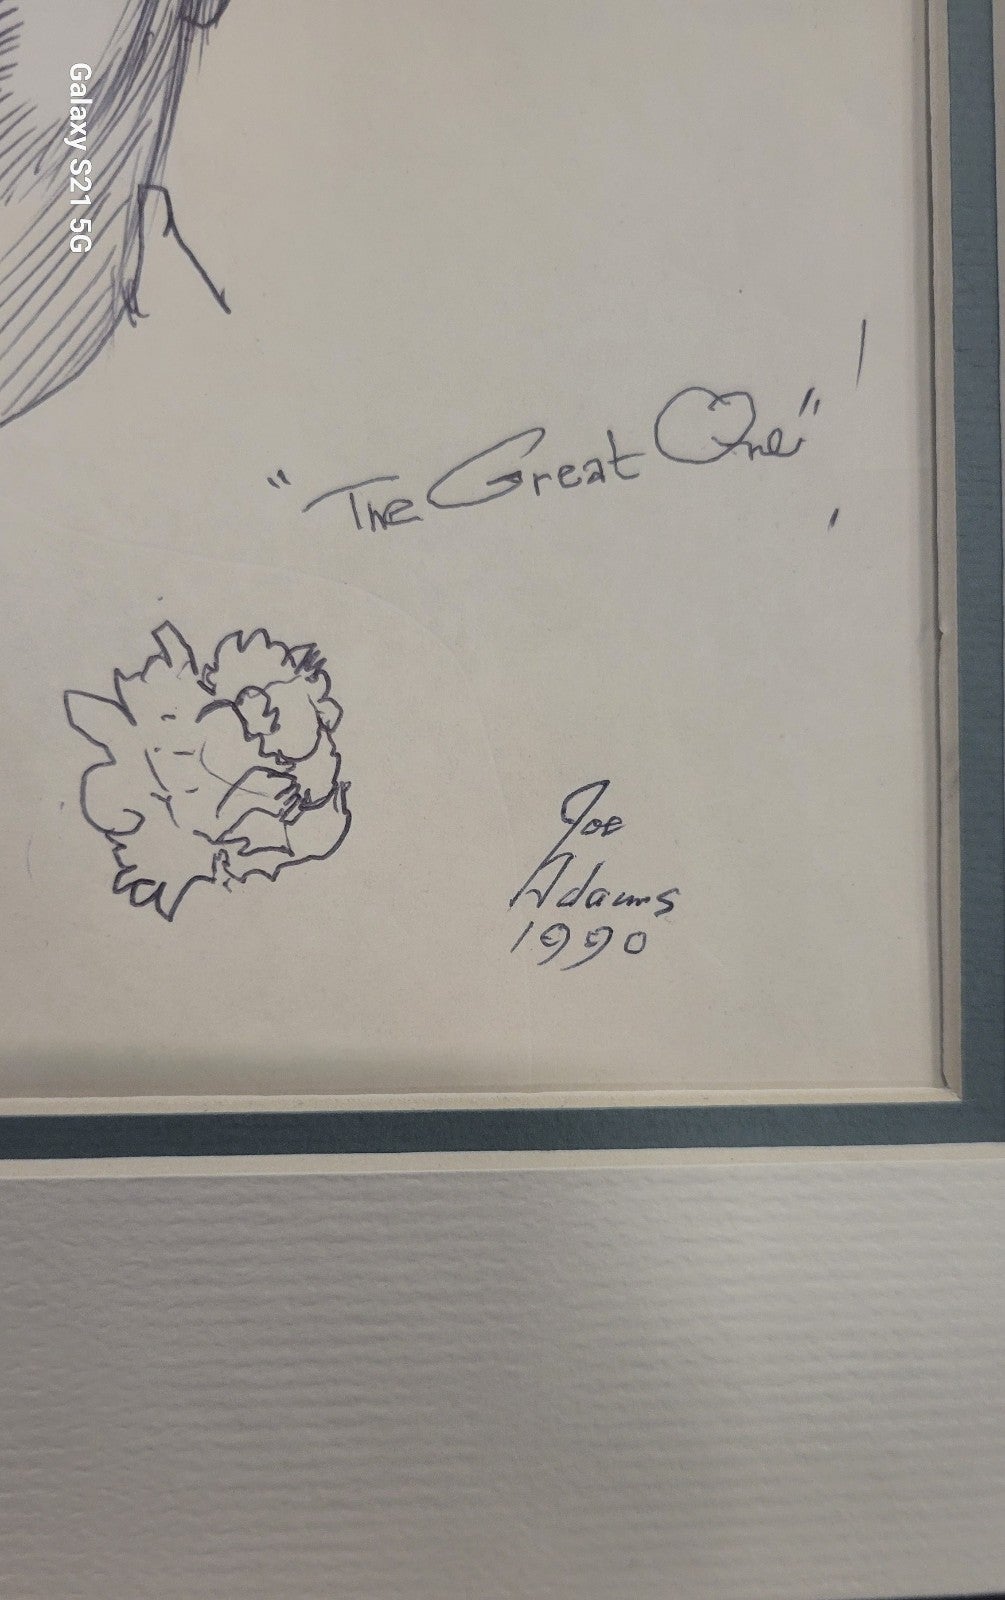 Galaxy S21 5G
"The Great One"!
Joe
Adams
1990